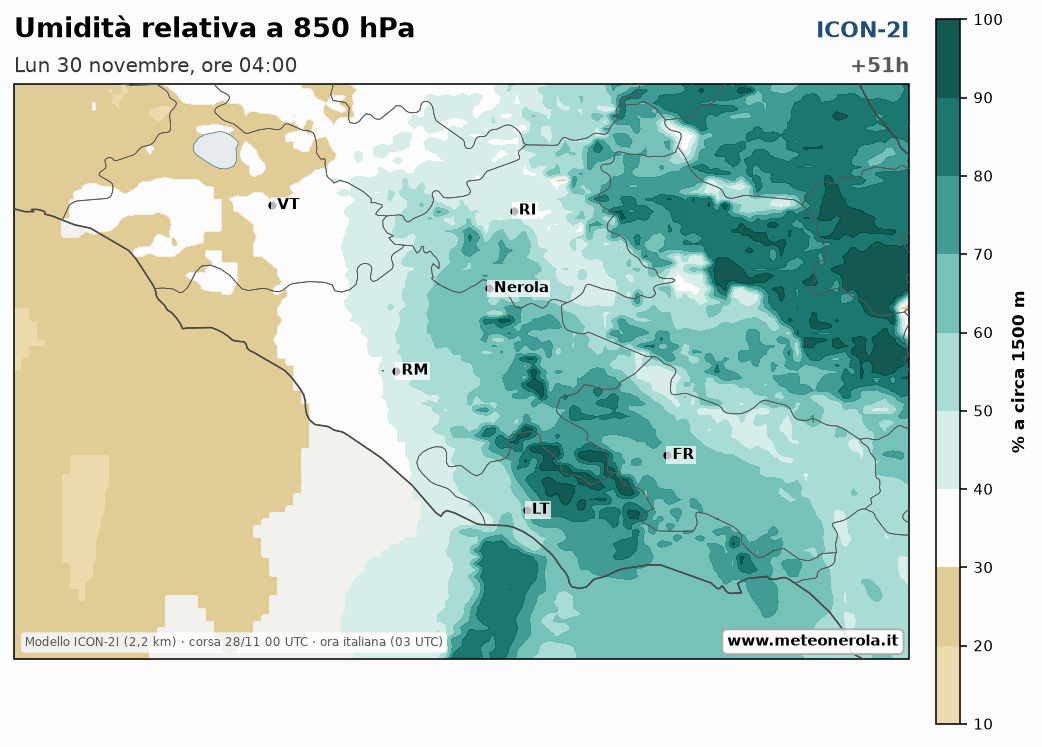 Umidità relativa a 850 hPa
ICON-2I
Lun 30 novembre, ore 04:00
+51h
100
90
80
70
60
50
40
30
20
10
% a circa 1500 m
VT
RI
Nerola
RM
FR
LT
Modello ICON-2I (2,2 km) · corsa 28/11 00 UTC · ora italiana (03 UTC)
www.meteonerola.it